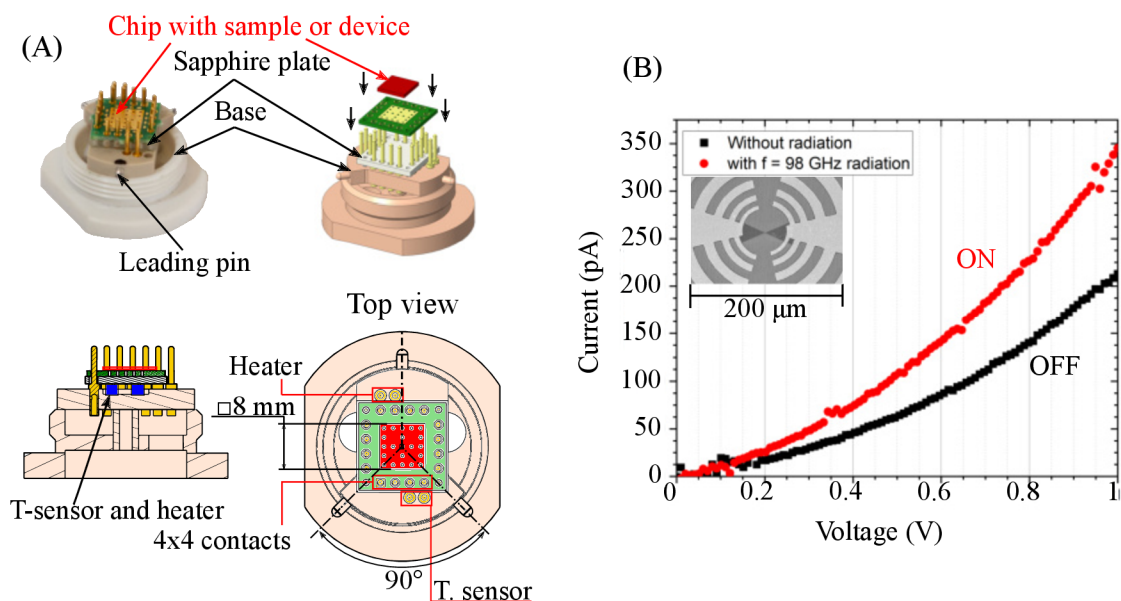 (A)
Chip with sample or device
Sapphire plate
Base
Leading pin
Top view
Heater
□8 mm
T-sensor and heater
4x4 contacts
90°
T. sensor
(B)
Current (pA)
350
300
250
200
150
100
50
0
Without radiation
with f = 98 GHz radiation
200 μm
ON
OFF
0 0.2 0.4 0.6 0.8 1
Voltage (V)